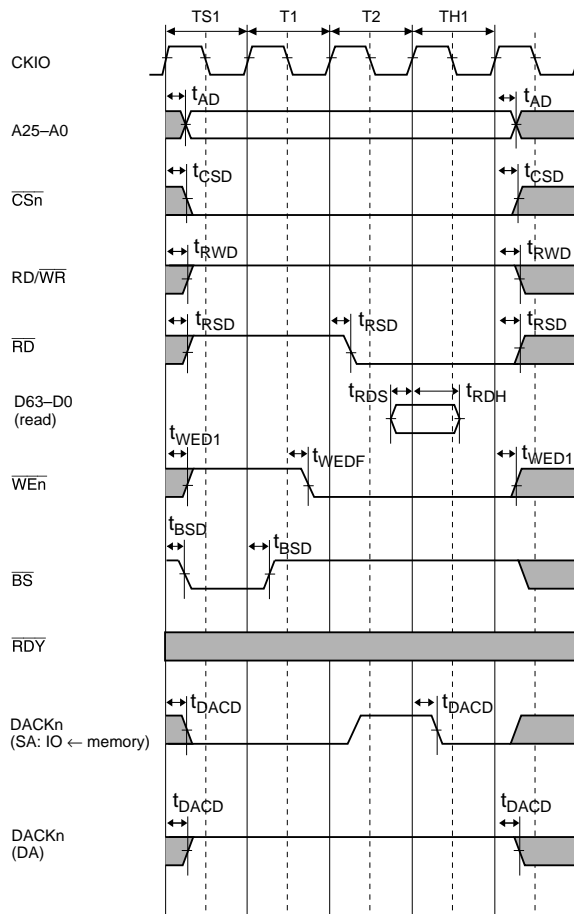 TS1 T1 T2 TH1
CKIO
tAD tAD
A25–A0
tCSD tCSD
CSn
tRWD tRWD
RD/WR
tRSD tRSD tRSD
RD
D63–D0
(read)
tRDS tRDH
tWED1 tWEDF tWED1
WEn
tBSD tBSD
BS
RDY
tDACD tDACD
DACKn
(SA: IO ← memory)
tDACD tDACD
DACKn
(DA)